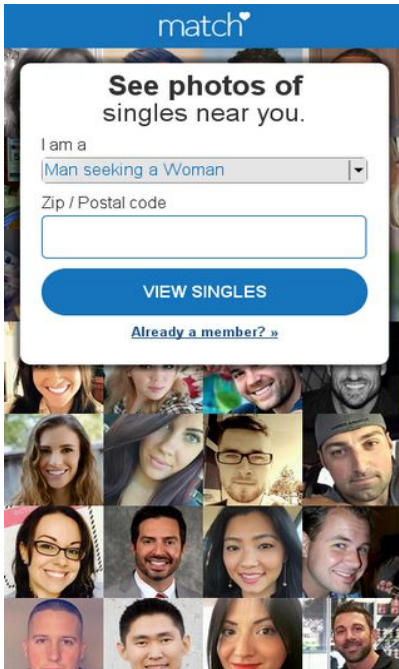 match
See photos of
singles near you.
I am a
Man seeking a Woman
Zip / Postal code
VIEW SINGLES
Already a member? »